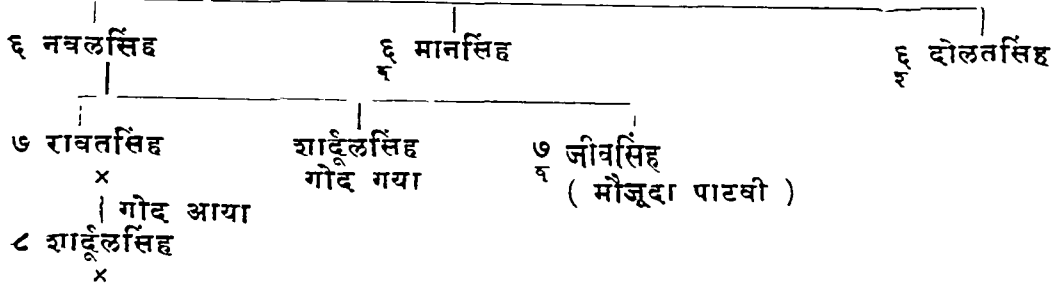 ६ नवलसिंह ६ मानसिंह ६ दोलतसिंह
७ रावतसिंह शार्दूलसिंह ७ जीवसिंह
× गोद गया ( मौजूदा पाटवी )
गोद आया
८ शार्दूलसिंह
×